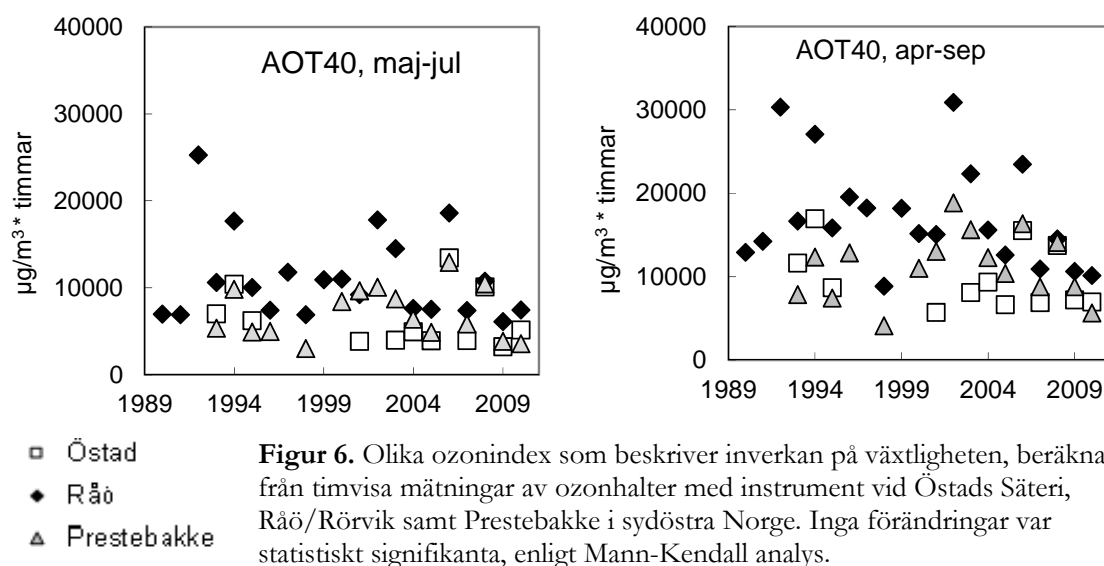 AOT40, maj-jul
µg/m³ * timmar
40000
30000
20000
10000
0
1989 1994 1999 2004 2009
AOT40, apr-sep
µg/m³ * timmar
40000
30000
20000
10000
0
1989 1994 1999 2004 2009
Östad
Råö
Prestebakke
Figur 6. Olika ozonindex som beskriver inverkan på växtligheten, beräkna
från timvisa mätningar av ozonhalter med instrument vid Östads Säteri,
Råö/Rörvik samt Prestebakke i sydöstra Norge. Inga förändringar var
statistiskt signifikanta, enligt Mann-Kendall analys.